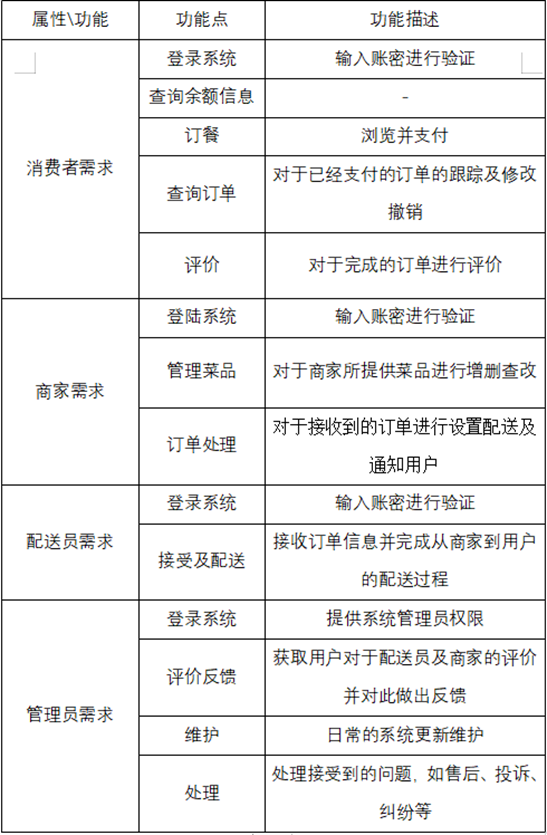 属性\功能 功能点 功能描述
登录系统 输入账密进行验证
查询余额信息 -
订餐 浏览并支付
消费者需求
查询订单
对于已经支付的订单的跟踪及修改
撤销
评价 对于完成的订单进行评价
登陆系统 输入账密进行验证
商家需求
管理菜品 对于商家所提供菜品进行增删查改
订单处理
对于接收到的订单进行设置配送及
通知用户
配送员需求
登录系统 输入账密进行验证
接受及配送
接收订单信息并完成从商家到用户
的配送过程
管理员需求
登录系统 提供系统管理员权限
评价反馈
获取用户对于配送员及商家的评价
并对此做出反馈
维护 日常的系统更新维护
处理
处理接受到的问题，如售后、投诉、
纠纷等